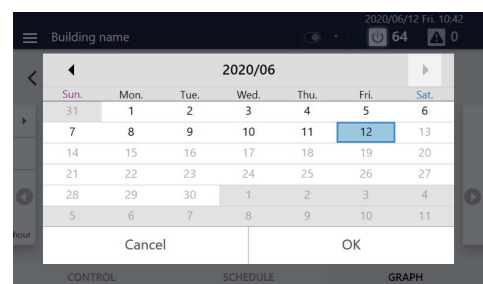 2020/06/12 Fri. 10:42
Building name
64
0
2020/06
Sun. Mon. Tue. Wed. Thu. Fri. Sat.
31 1 2 3 4 5 6
7 8 9 10 11 12 13
14 15 16 17 18 19 20
21 22 23 24 25 26 27
28 29 30 1 2 3 4
5 6 7 8 9 10 11
hour
Cancel OK
CONTROL SCHEDULE GRAPH